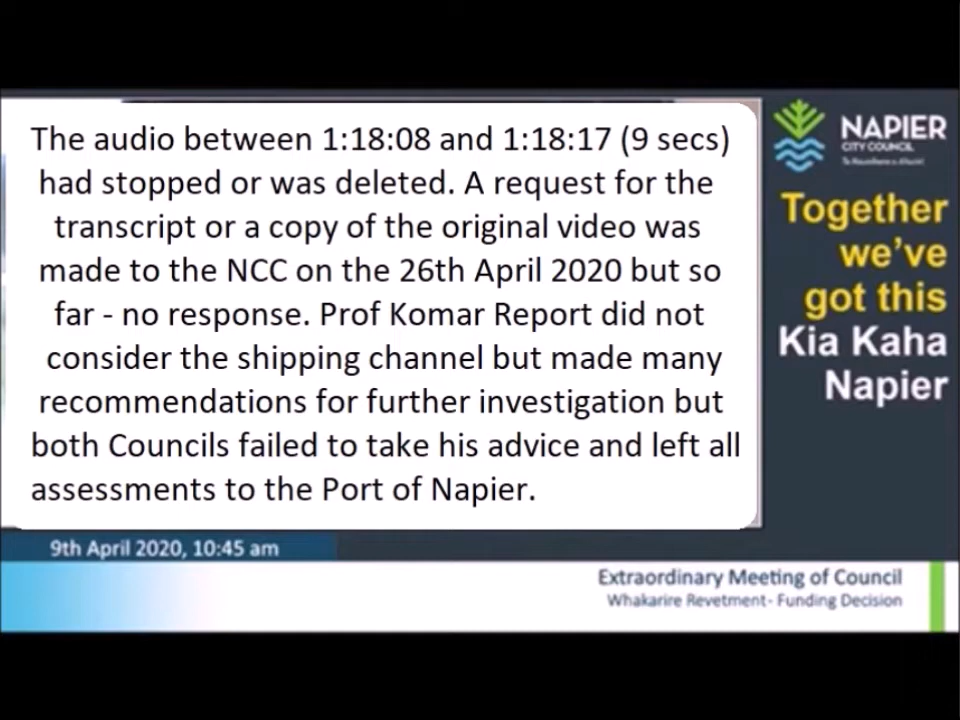 The audio between 1:18:08 and 1:18:17 (9 secs)
had stopped or was deleted. A request for the
transcript or a copy of the original video was
made to the NCC on the 26th April 2020 but so
far - no response. Prof Komar Report did not
consider the shipping channel but made many
recommendations for further investigation but
both Councils failed to take his advice and left all
assessments to the Port of Napier.
NAPIER
CITY COUNCIL
Together
we've
got this
Kia Kaha
Napier
9th April 2020, 10:45 am
Extraordinary Meeting of Council
Whakarire Revetment - Funding Decision